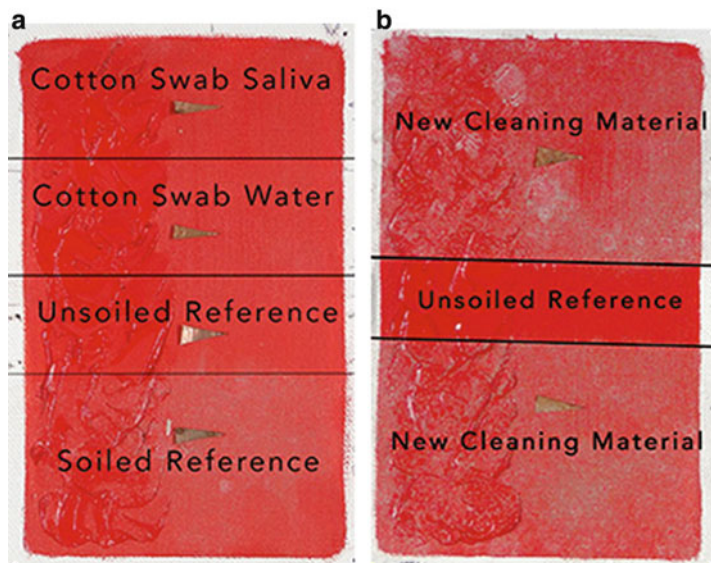 a
Cotton Swab Saliva
Cotton Swab Water
Unsoiled Reference
Soiled Reference
b
New Cleaning Material
Unsoiled Reference
New Cleaning Material